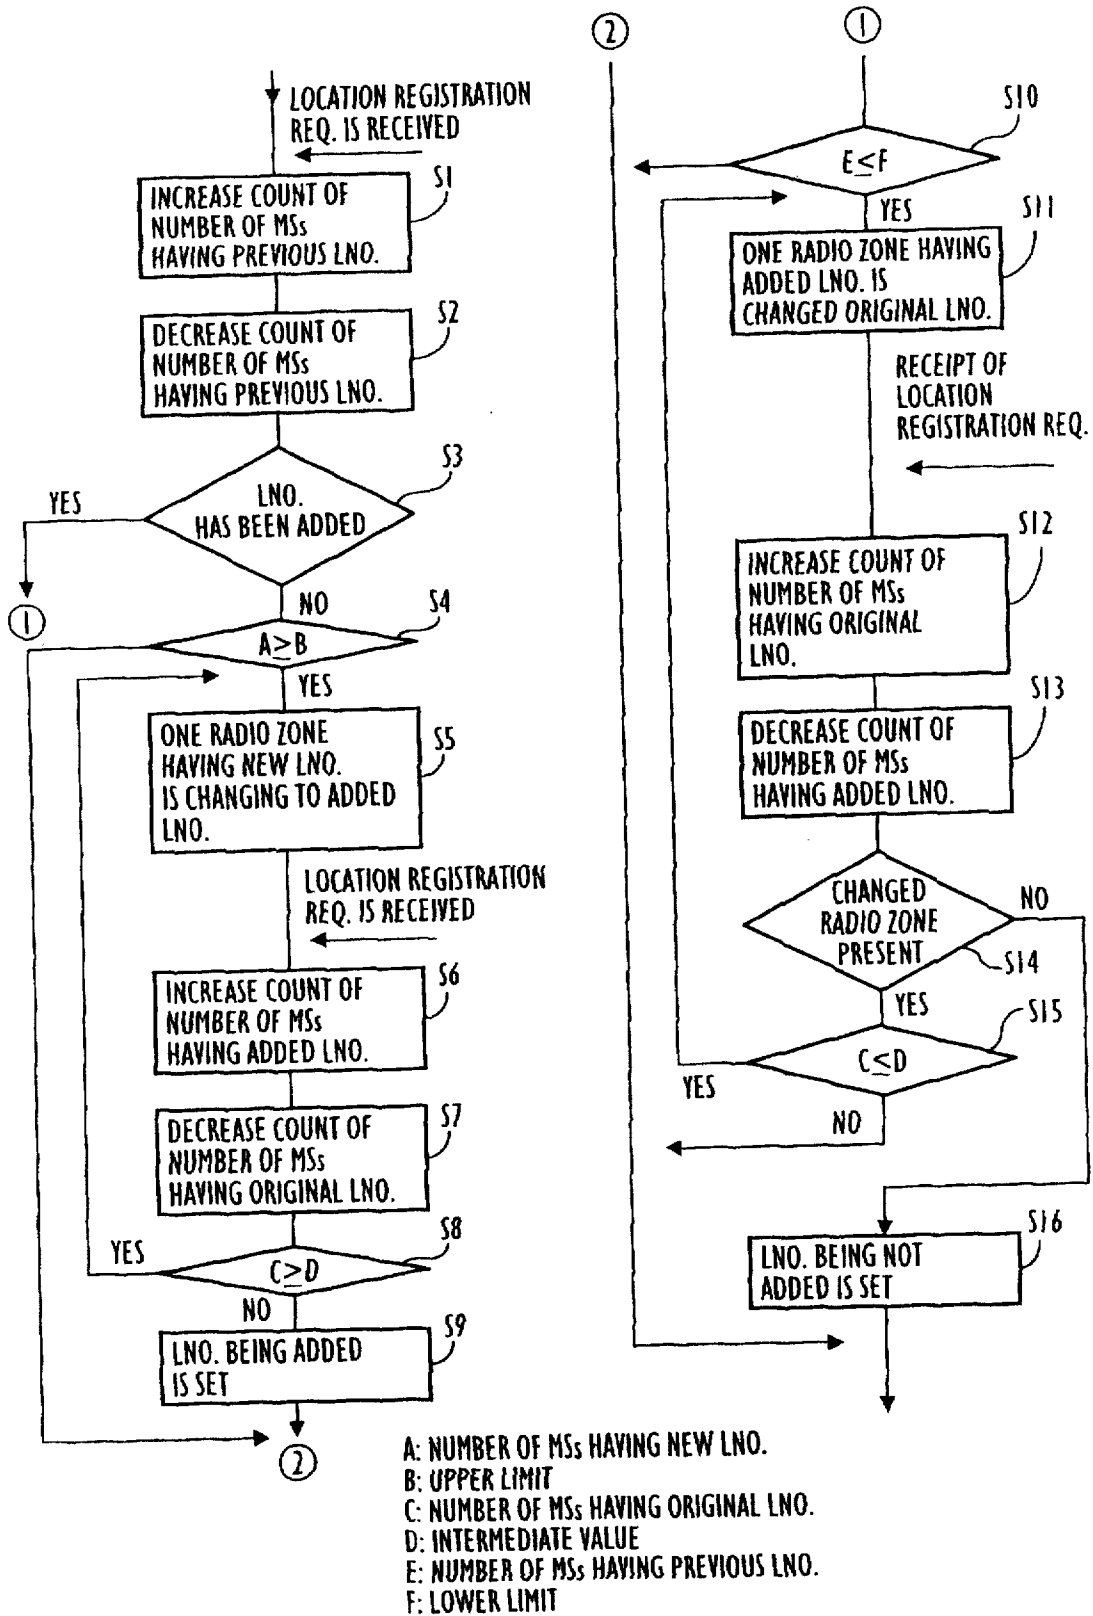 LOCATION REGISTRATION
REQ. IS RECEIVED
S1
INCREASE COUNT OF
NUMBER OF MSs
HAVING PREVIOUS LNO.
S2
DECREASE COUNT OF
NUMBER OF MSs
HAVING PREVIOUS LNO.
S3
LNO.
HAS BEEN ADDED
YES
1
NO
S4
A≥B
YES
S5
ONE RADIO ZONE
HAVING NEW LNO.
IS CHANGING TO ADDED
LNO.
LOCATION REGISTRATION
REQ. IS RECEIVED
S6
INCREASE COUNT OF
NUMBER OF MSs
HAVING ADDED LNO.
S7
DECREASE COUNT OF
NUMBER OF MSs
HAVING ORIGINAL LNO.
S8
YES
C≥D
NO
S9
LNO. BEING ADDED
IS SET
2
2
1
S10
E≤F
YES
S11
ONE RADIO ZONE HAVING
ADDED LNO. IS
CHANGED ORIGINAL LNO.
RECEIPT OF
LOCATION
REGISTRATION REQ.
S12
INCREASE COUNT OF
NUMBER OF MSs
HAVING ORIGINAL
LNO.
S13
DECREASE COUNT OF
NUMBER OF MSs
HAVING ADDED LNO.
CHANGED
RADIO ZONE
PRESENT
NO
S14
YES
S15
C≤D
YES
NO
S16
LNO. BEING NOT
ADDED IS SET
A: NUMBER OF MSs HAVING NEW LNO.
B: UPPER LIMIT
C: NUMBER OF MSs HAVING ORIGINAL LNO.
D: INTERMEDIATE VALUE
E: NUMBER OF MSs HAVING PREVIOUS LNO.
F: LOWER LIMIT